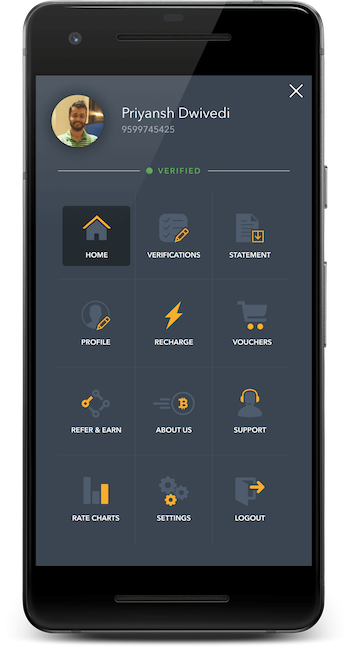 Priyansh Dwivedi
9599745425
VERIFIED
HOME VERIFICATIONS STATEMENT
PROFILE RECHARGE VOUCHERS
REFER & EARN ABOUT US SUPPORT
RATE CHARTS SETTINGS LOGOUT